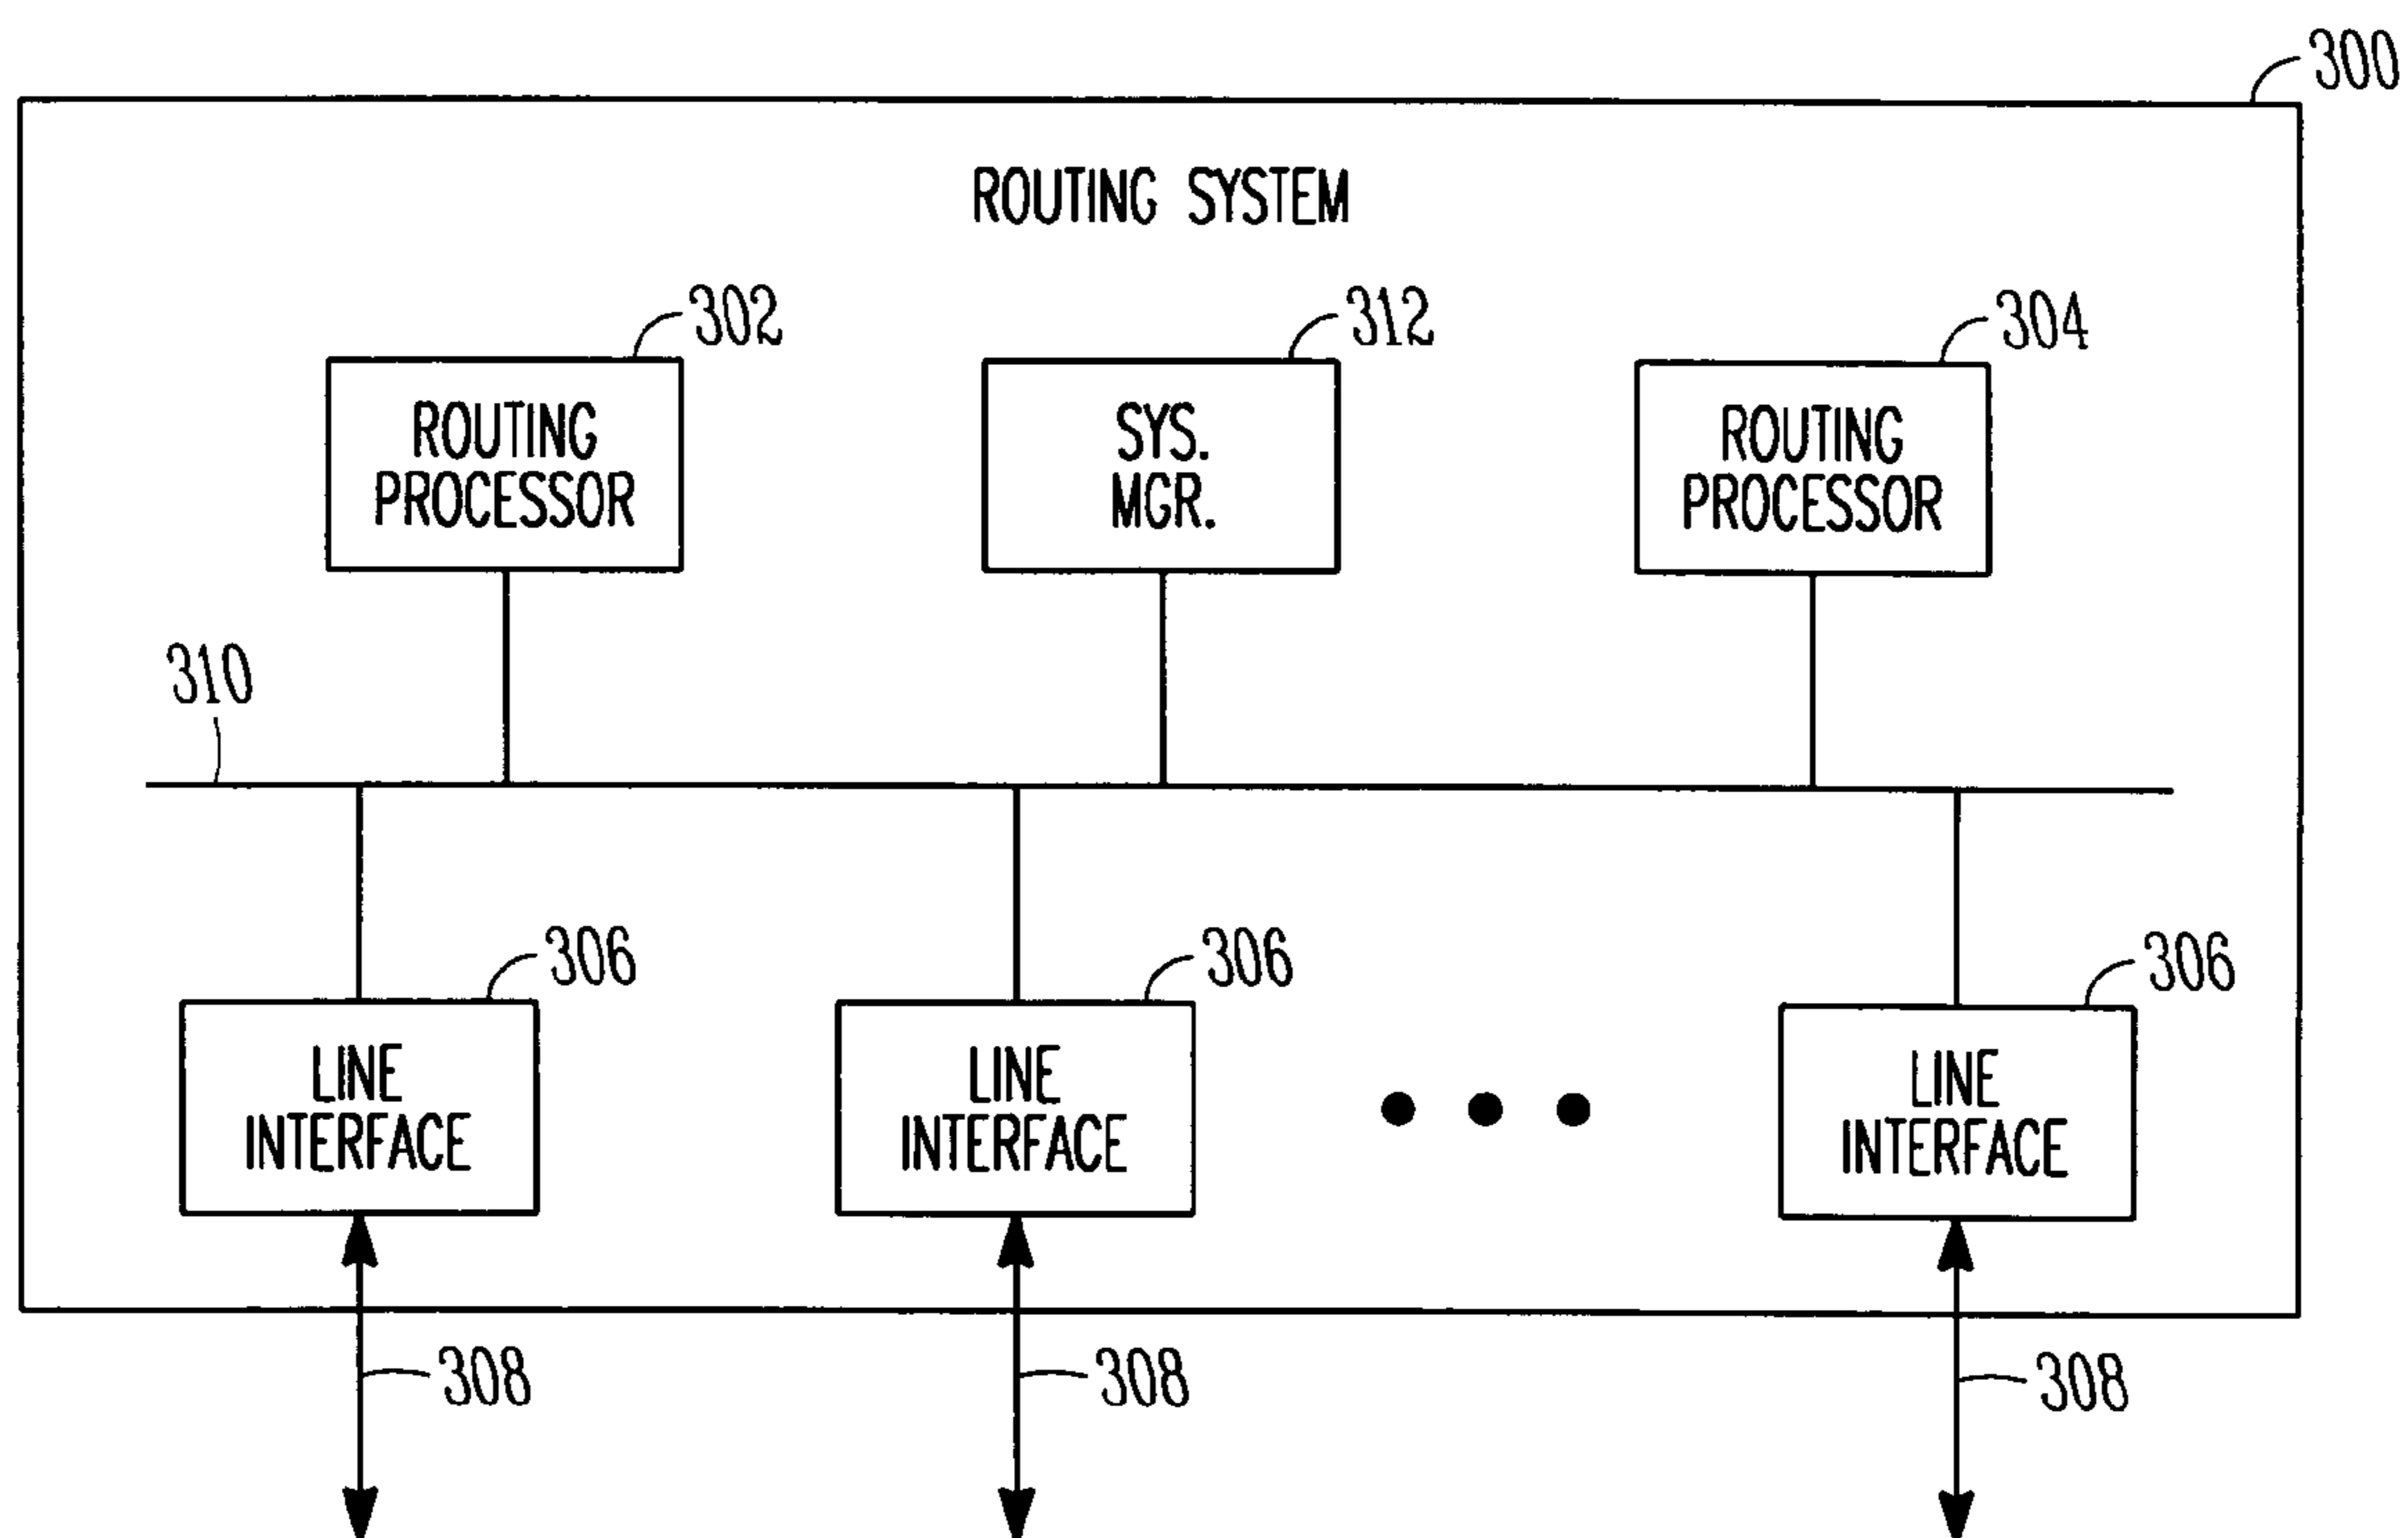 300
ROUTING SYSTEM
302
312
304
ROUTING
PROCESSOR
SYS.
MGR.
ROUTING
PROCESSOR
310
306
306
306
LINE
INTERFACE
LINE
INTERFACE
LINE
INTERFACE
308
308
308